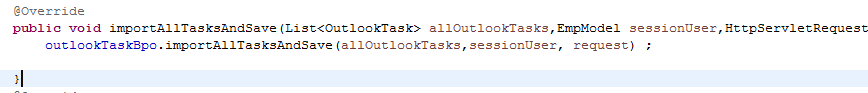 @Override
public void importAllTasksAndSave(List<OutlookTask> allOutlookTasks,EmpModel sessionUser,HttpServletRequest
outlookTaskBpo.importAllTasksAndSave(allOutlookTasks,sessionUser, request) ;
}